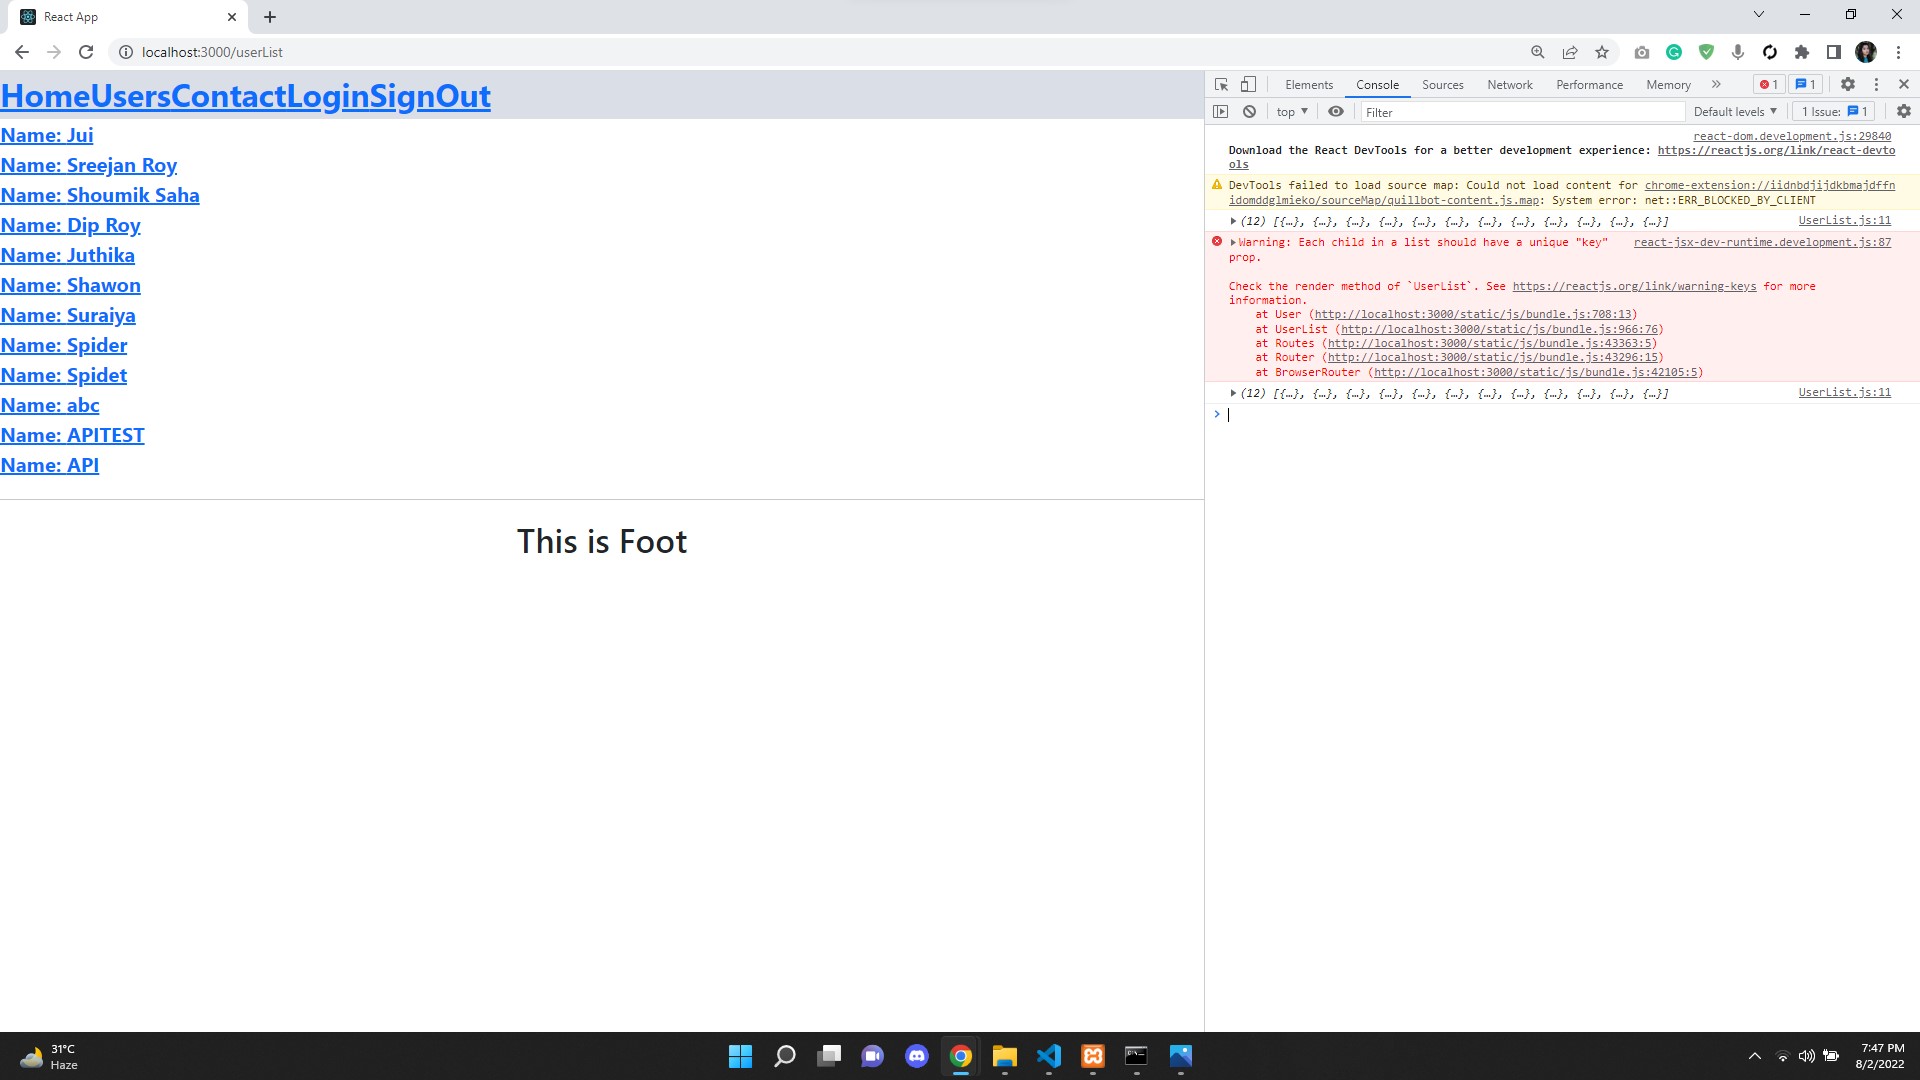 React App
localhost:3000/userList
HomeUsersContactLoginSignOut
Name: Jui
Name: Sreejan Roy
Name: Shoumik Saha
Name: Dip Roy
Name: Juthika
Name: Shawon
Name: Suraiya
Name: Spider
Name: Spidet
Name: abc
Name: APITEST
Name: API
This is Foot
Elements Console Sources Network Performance Memory » 1 1
top Filter Default levels 1 Issue: 1
react-dom.development.js:29840
Download the React DevTools for a better development experience: https://reactjs.org/link/react-devto
ols
DevTools failed to load source map: Could not load content for chrome-extension://iidnbdjijdkbmajdffn
idomddglmieko/sourceMap/quillbot-content.js.map: System error: net::ERR_BLOCKED_BY_CLIENT
(12) [{…}, {…}, {…}, {…}, {…}, {…}, {…}, {…}, {…}, {…}, {…}, {…}] UserList.js:11
Warning: Each child in a list should have a unique "key" react-jsx-dev-runtime.development.js:87
prop.
Check the render method of `UserList`. See https://reactjs.org/link/warning-keys for more
information.
at User (http://localhost:3000/static/js/bundle.js:708:13)
at UserList (http://localhost:3000/static/js/bundle.js:966:76)
at Routes (http://localhost:3000/static/js/bundle.js:43363:5)
at Router (http://localhost:3000/static/js/bundle.js:43296:15)
at BrowserRouter (http://localhost:3000/static/js/bundle.js:42105:5)
(12) [{…}, {…}, {…}, {…}, {…}, {…}, {…}, {…}, {…}, {…}, {…}, {…}] UserList.js:11
31°C
Haze
7:47 PM
8/2/2022